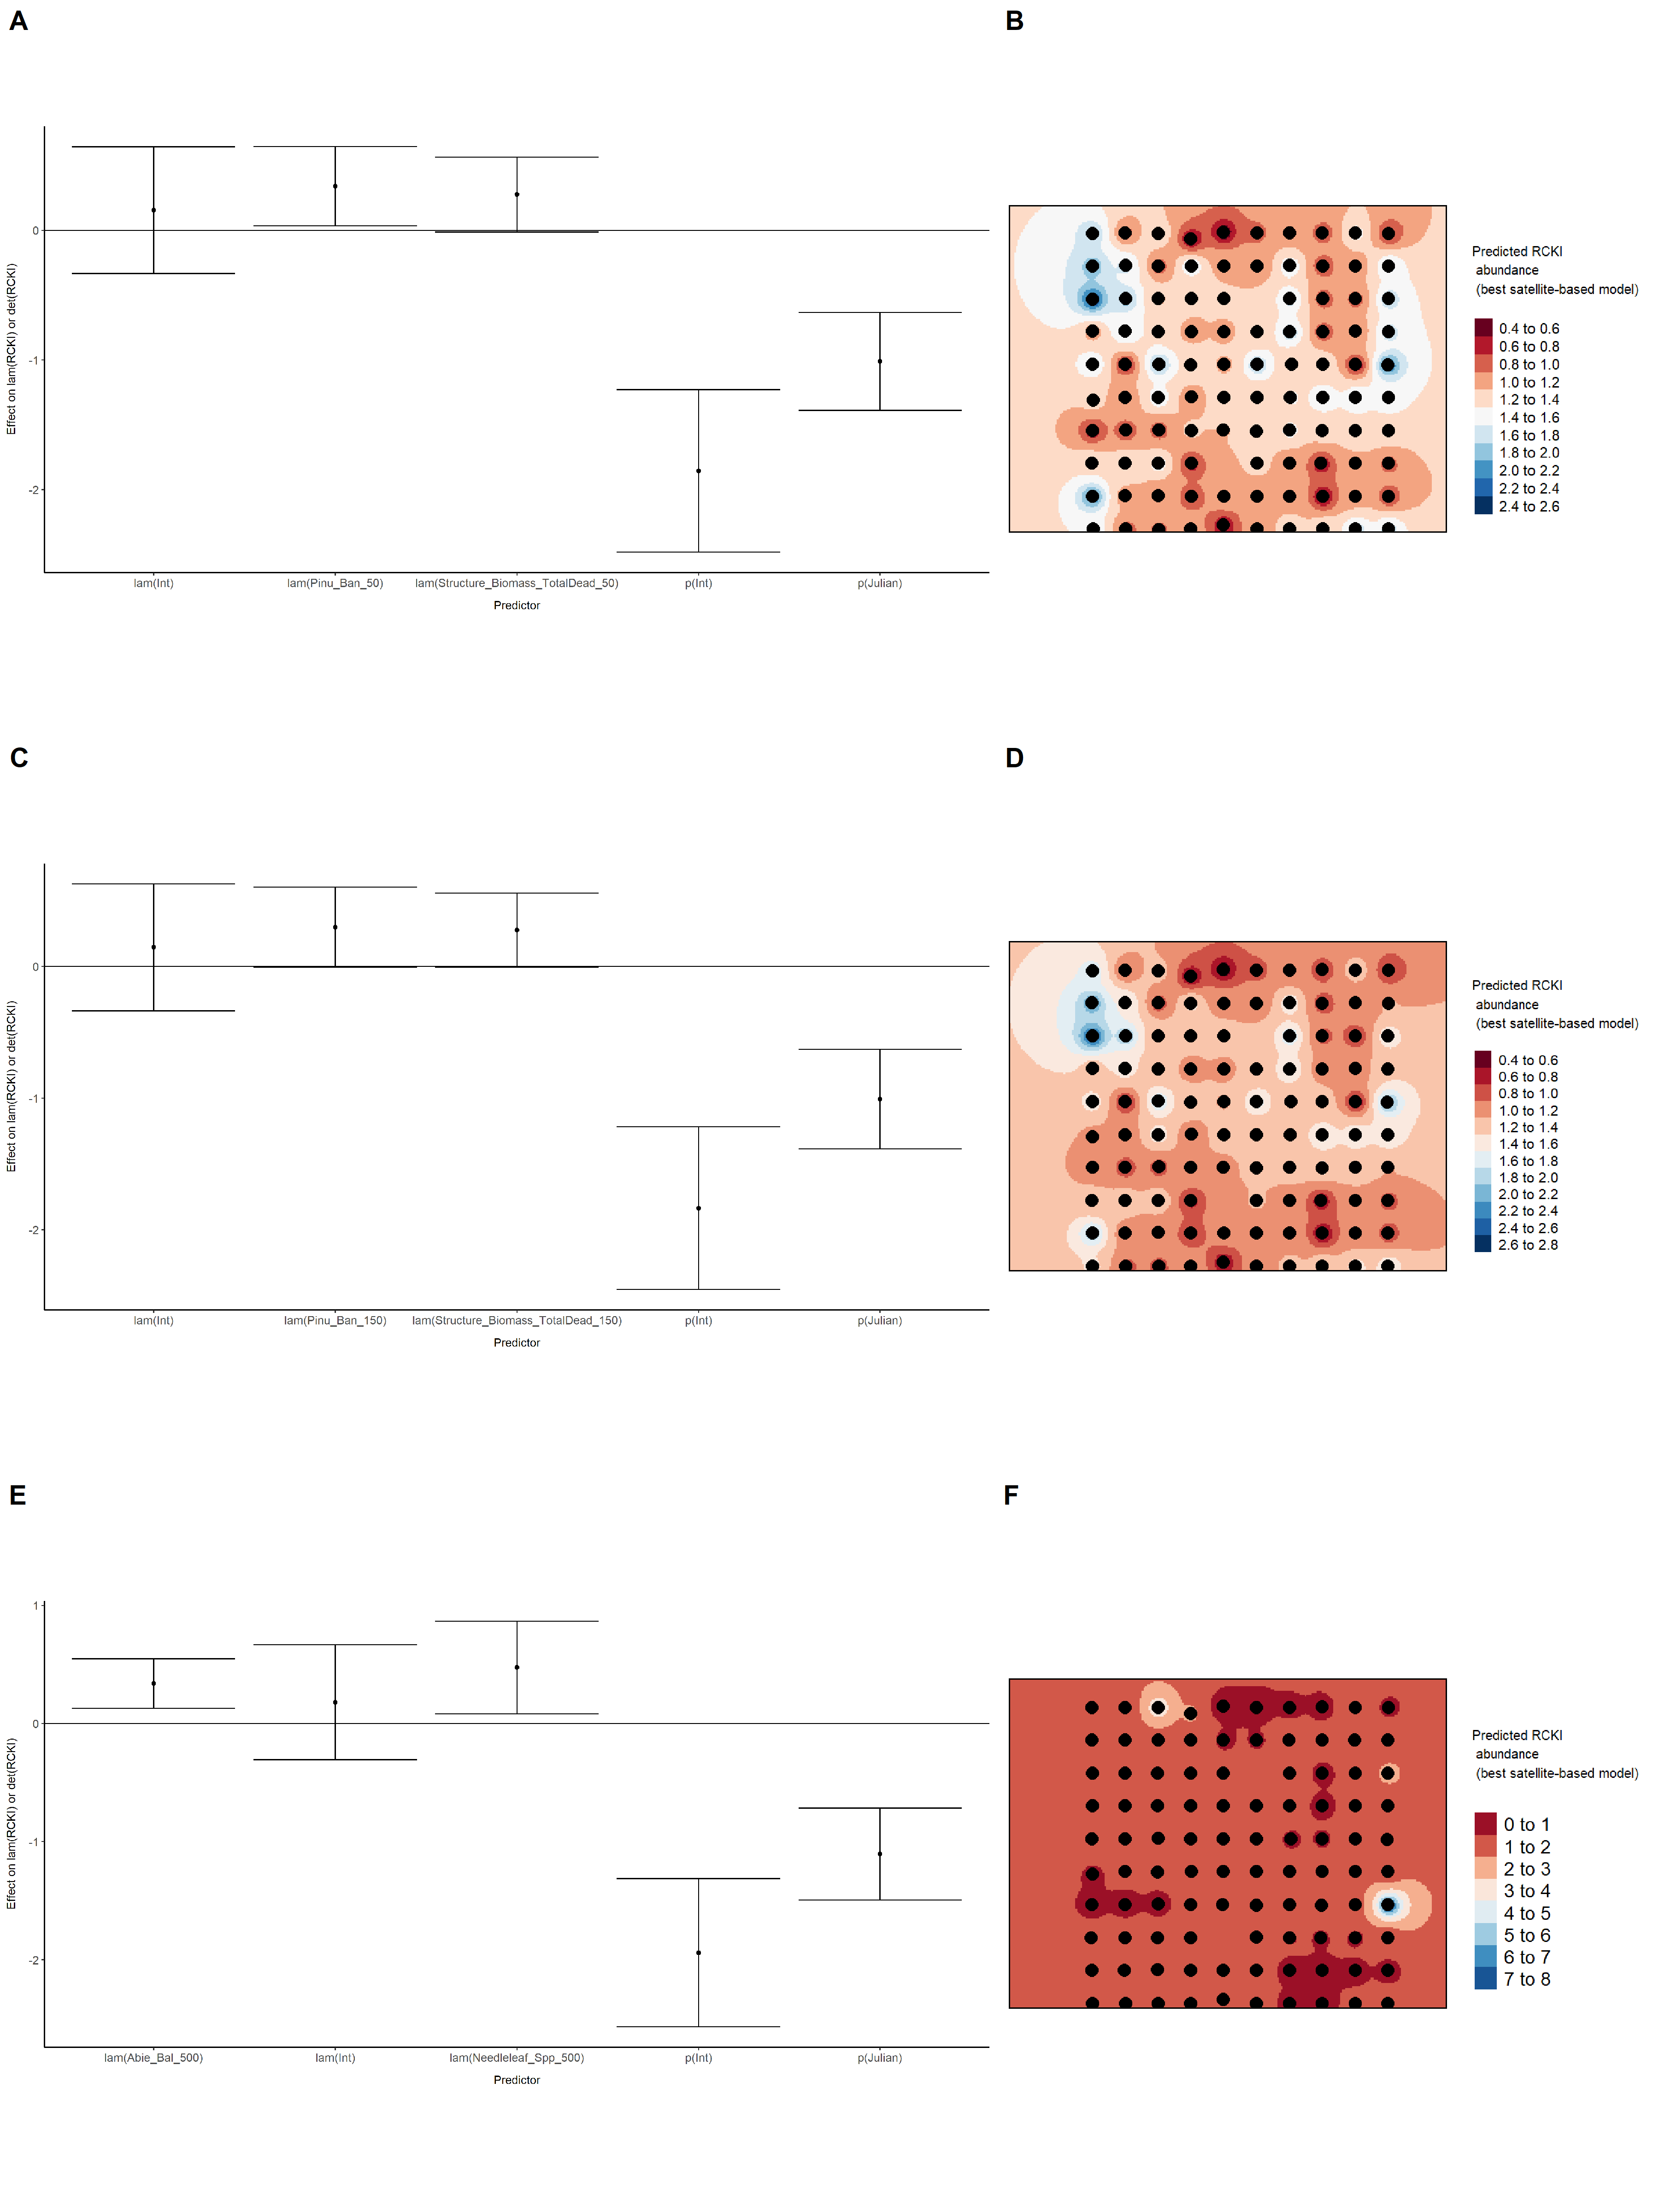 A
B
Effect on lam(RCKI) or det(RCKI)
0
-1
-2
lam(Int)
lam(Pinu_Ban_50)
lam(Structure_Biomass_TotalDead_50)
p(Int)
p(Julian)
Predictor
Predicted RCKI
abundance
(best satellite-based model)
0.4 to 0.6
0.6 to 0.8
0.8 to 1.0
1.0 to 1.2
1.2 to 1.4
1.4 to 1.6
1.6 to 1.8
1.8 to 2.0
2.0 to 2.2
2.2 to 2.4
2.4 to 2.6
C
D
Effect on lam(RCKI) or det(RCKI)
0
-1
-2
lam(Int)
lam(Pinu_Ban_150)
lam(Structure_Biomass_TotalDead_150)
p(Int)
p(Julian)
Predictor
Predicted RCKI
abundance
(best satellite-based model)
0.4 to 0.6
0.6 to 0.8
0.8 to 1.0
1.0 to 1.2
1.2 to 1.4
1.4 to 1.6
1.6 to 1.8
1.8 to 2.0
2.0 to 2.2
2.2 to 2.4
2.4 to 2.6
2.6 to 2.8
E
F
Effect on lam(RCKI) or det(RCKI)
1
0
-1
-2
lam(Abie_Bal_500)
lam(Int)
lam(Needleleaf_Spp_500)
p(Int)
p(Julian)
Predictor
Predicted RCKI
abundance
(best satellite-based model)
0 to 1
1 to 2
2 to 3
3 to 4
4 to 5
5 to 6
6 to 7
7 to 8